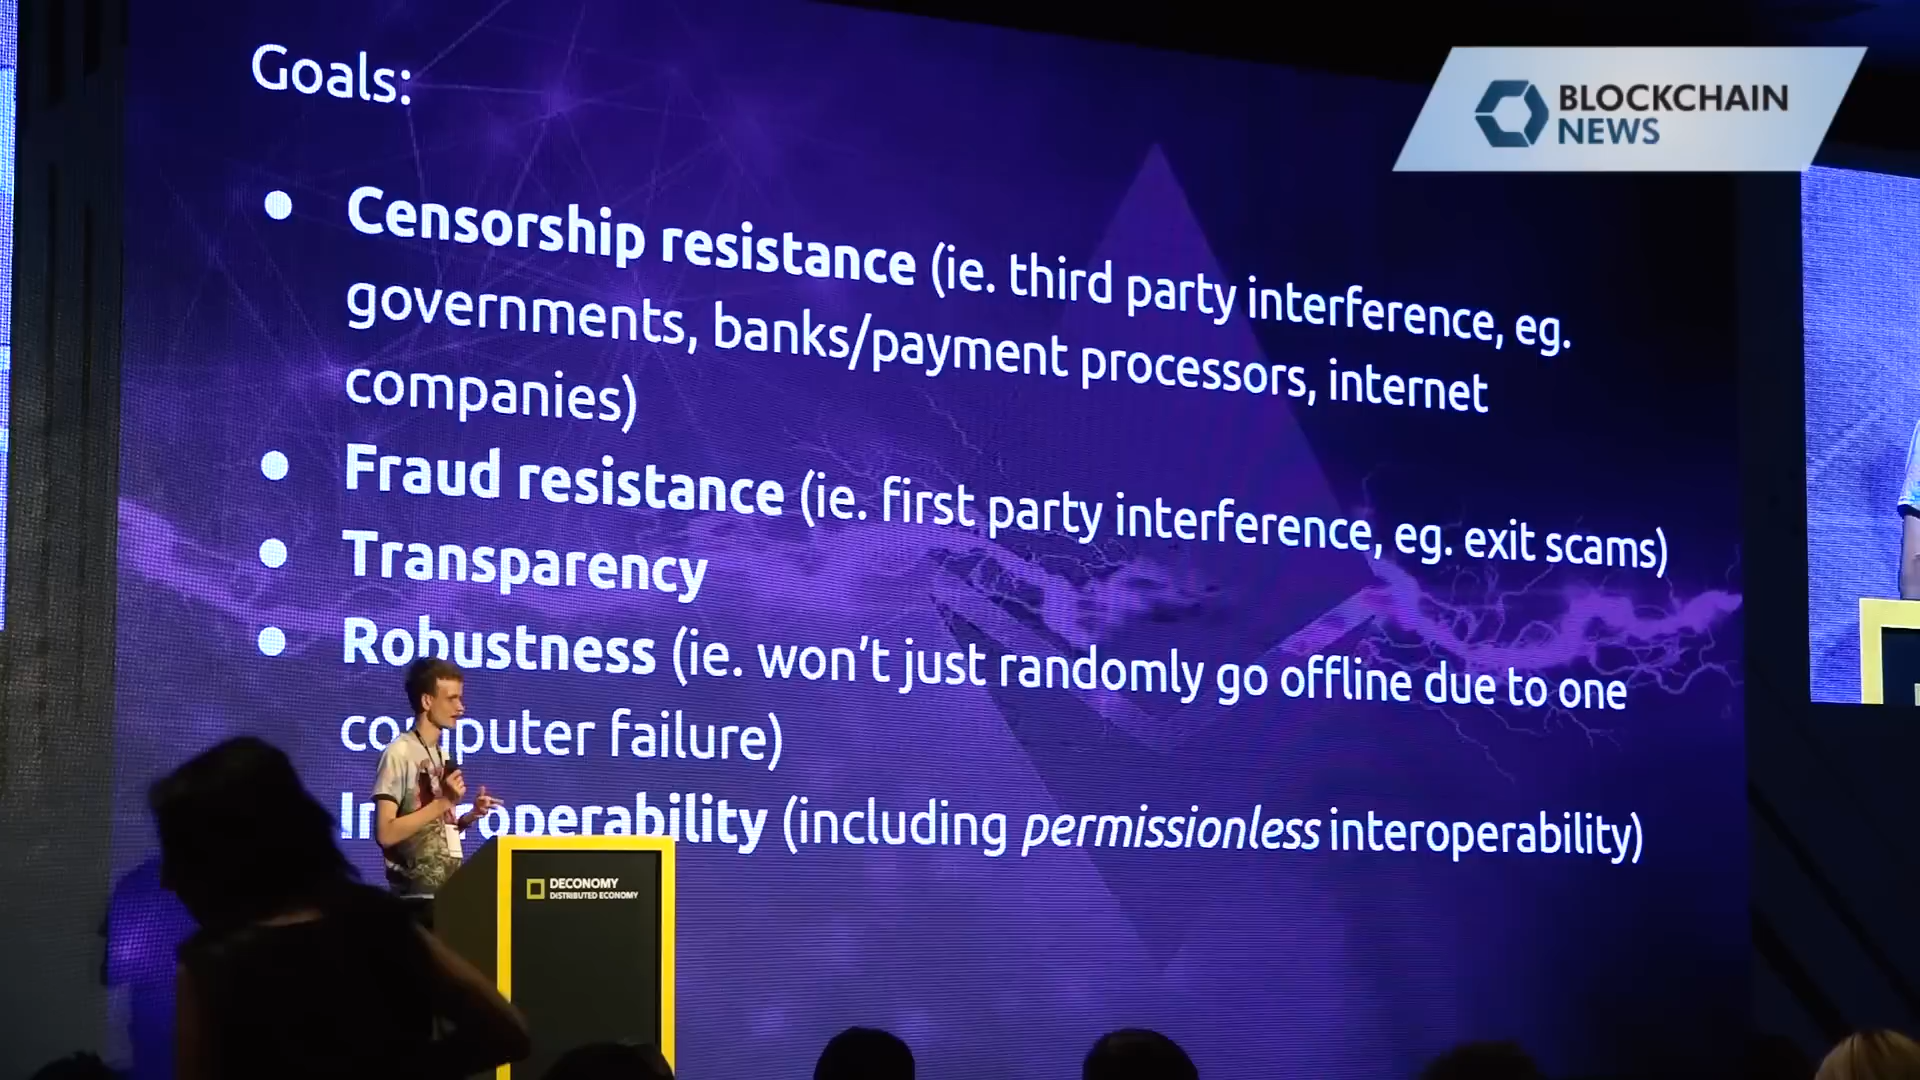 Goals:
BLOCKCHAIN
NEWS
● Censorship resistance (ie. third party interference, eg.
governments, banks/payment processors, internet
companies)
● Fraud resistance (ie. first party interference, eg. exit scams)
● Transparency
● Robustness (ie. won't just randomly go offline due to one
computer failure)
Interoperability (including permissionless interoperability)
DECONOMY
DISTRIBUTED ECONOMY